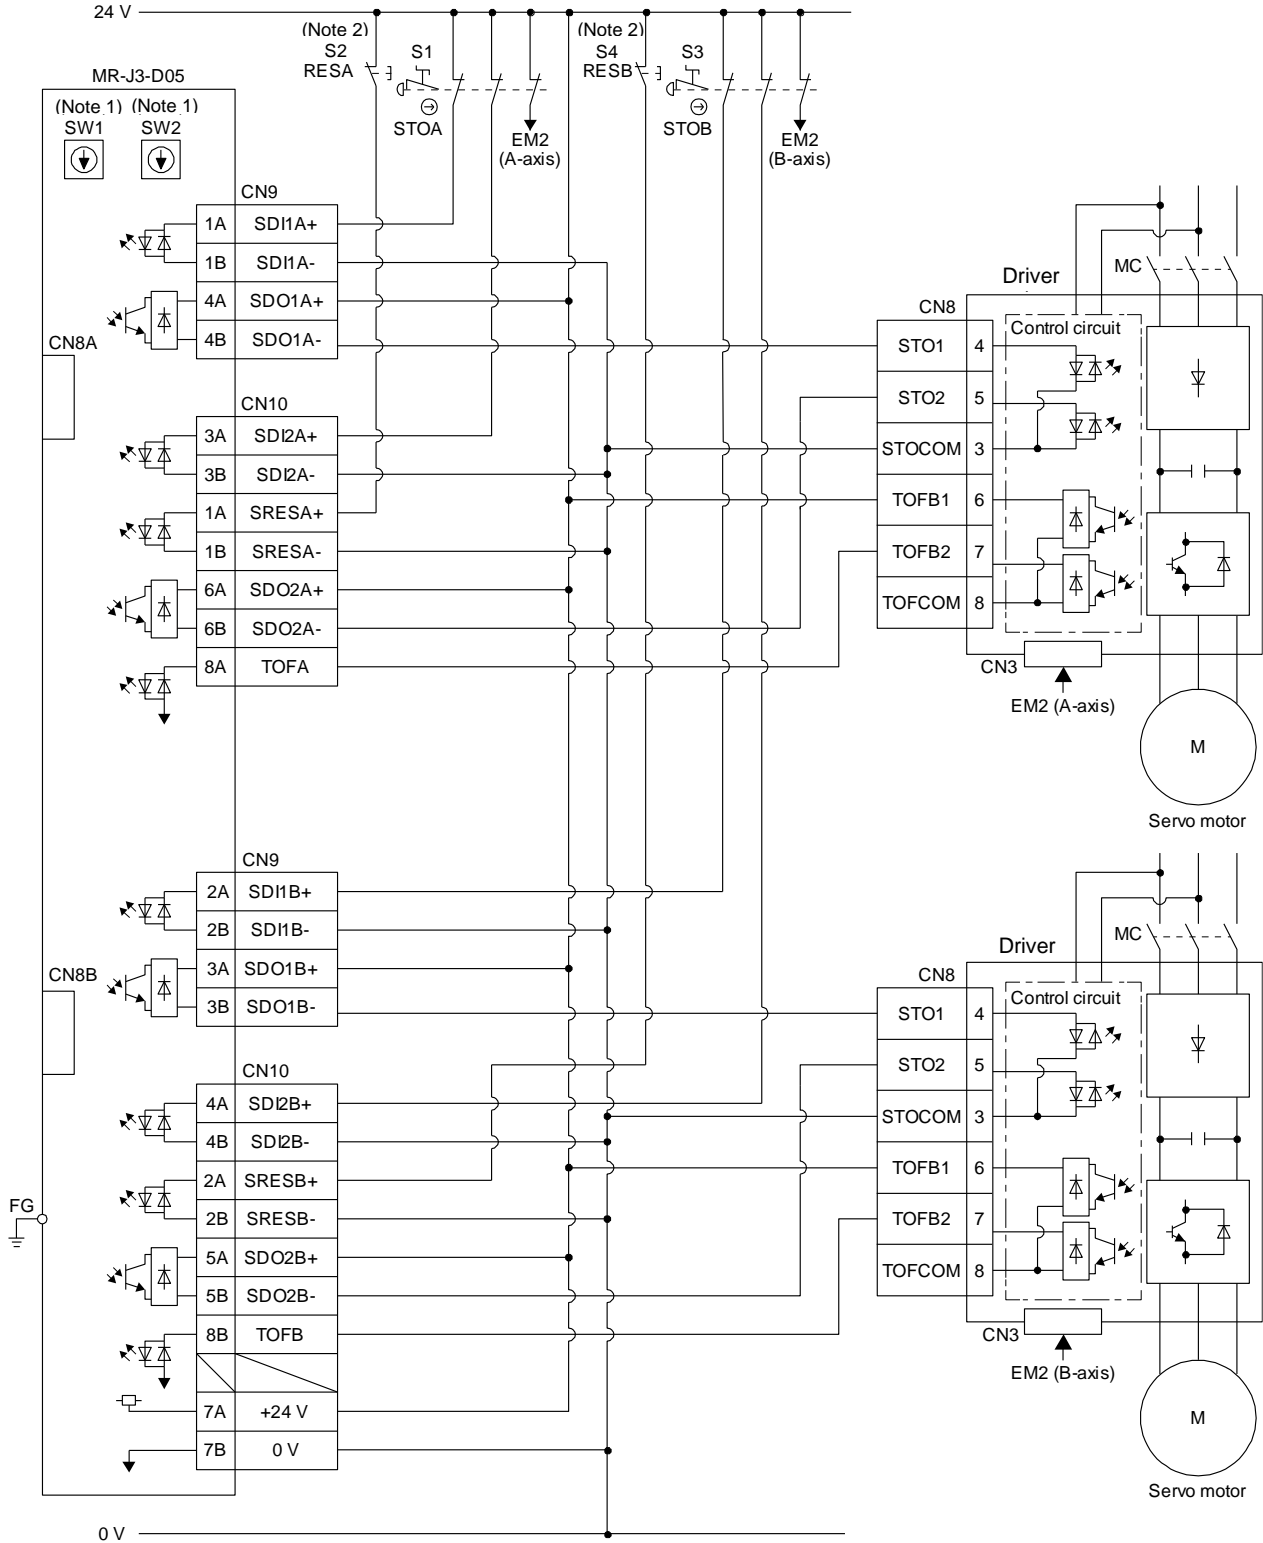 24 V
(Note 2)
S2
RESA
S1
STOA
EM2
(A-axis)
(Note 2)
S4
RESB
S3
STOB
EM2
(B-axis)
MR-J3-D05
(Note 1)
SW1
(Note 1)
SW2
CN9
1A SDI1A+
1B SDI1A-
4A SDO1A+
4B SDO1A-
CN8A
CN10
3A SDI2A+
3B SDI2A-
1A SRESA+
1B SRESA-
6A SDO2A+
6B SDO2A-
8A TOFA
MC
Driver
CN8
Control circuit
STO1 4
STO2 5
STOCOM 3
TOFB1 6
TOFB2 7
TOFCOM 8
CN3
EM2 (A-axis)
M
Servo motor
CN9
2A SDI1B+
2B SDI1B-
3A SDO1B+
3B SDO1B-
CN8B
CN10
4A SDI2B+
4B SDI2B-
2A SRESB+
2B SRESB-
5A SDO2B+
5B SDO2B-
8B TOFB
7A +24 V
7B 0 V
FG
MC
Driver
CN8
Control circuit
STO1 4
STO2 5
STOCOM 3
TOFB1 6
TOFB2 7
TOFCOM 8
CN3
EM2 (B-axis)
M
Servo motor
0 V